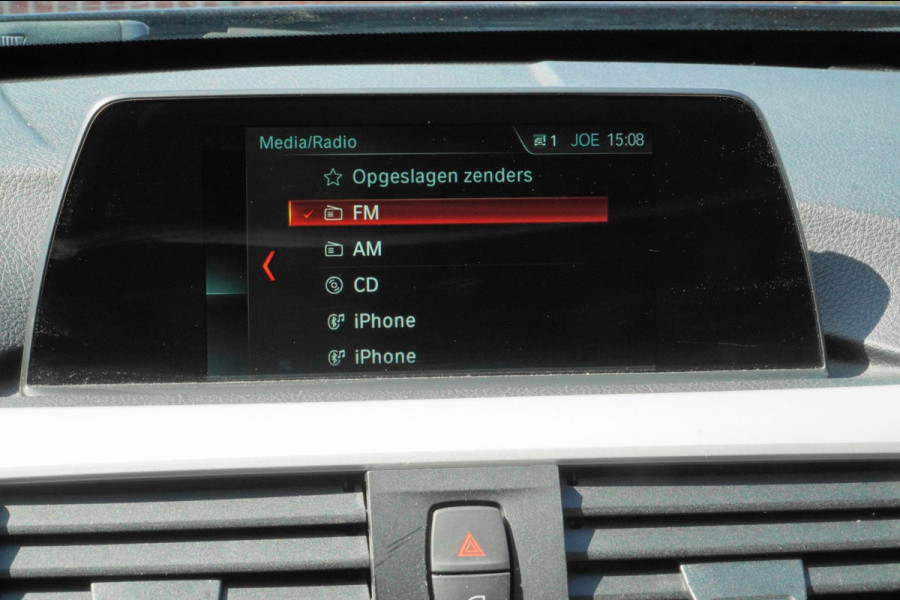 Media/Radio 1 JOE 15:08
Opgeslagen zenders
FM
AM
CD
iPhone
iPhone